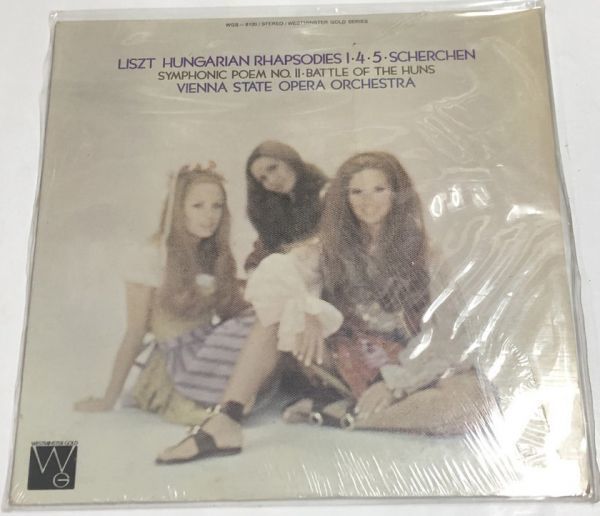 WGS-8100 / STEREO / WESTMINSTER GOLD SERIES
LISZT HUNGARIAN RHAPSODIES 1·4·5·SCHERCHEN
SYMPHONIC POEM NO. 11·BATTLE OF THE HUNS
VIENNA STATE OPERA ORCHESTRA
WESTMINSTER GOLD
WG